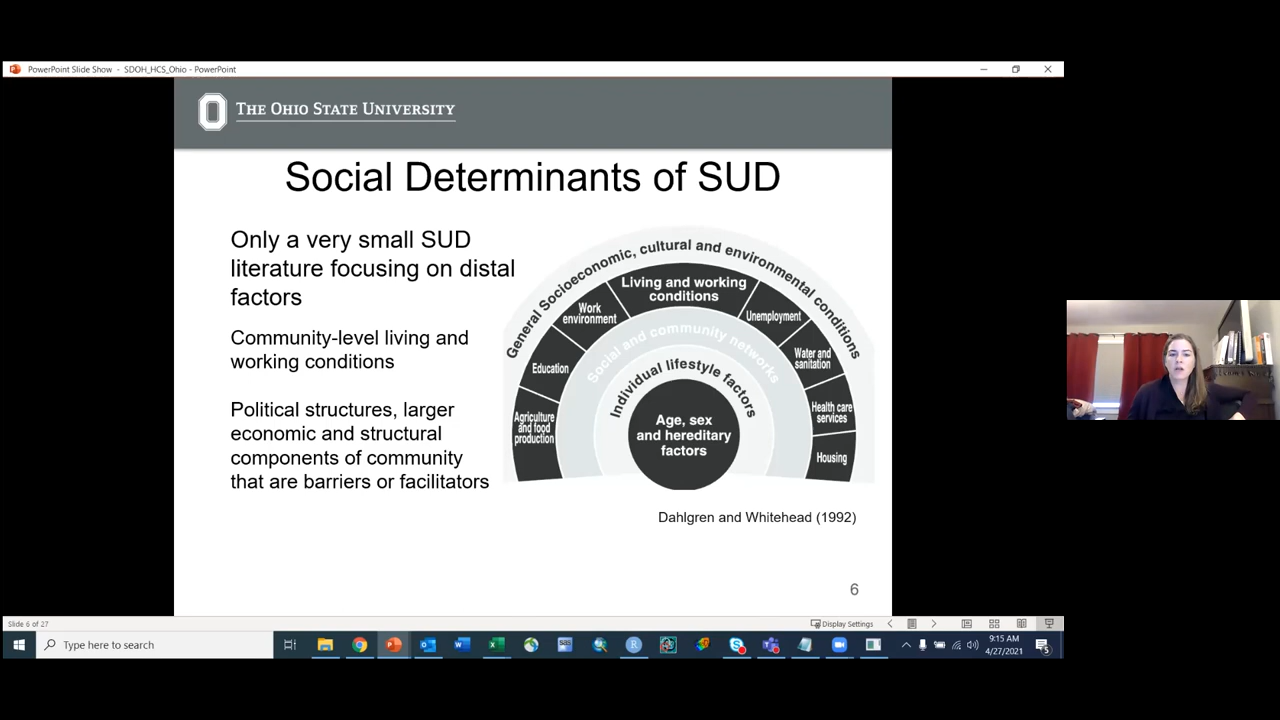 PowerPoint Slide Show - SDOH_HCS_Ohio - PowerPoint
THE OHIO STATE UNIVERSITY
Social Determinants of SUD
Only a very small SUD
literature focusing on distal
factors
Community-level living and
working conditions
Political structures, larger
economic and structural
components of community
that are barriers or facilitators
General Socioeconomic, cultural and environmental conditions
Living and working
conditions
Work
environment
Unemployment
Education
Water and
sanitation
Agriculture
and food
production
Health care
services
Housing
Social and community networks
Individual lifestyle factors
Age, sex
and hereditary
factors
Dahlgren and Whitehead (1992)
6
Slide 6 of 27
Display Settings
Type here to search
9:15 AM
4/27/2021
5